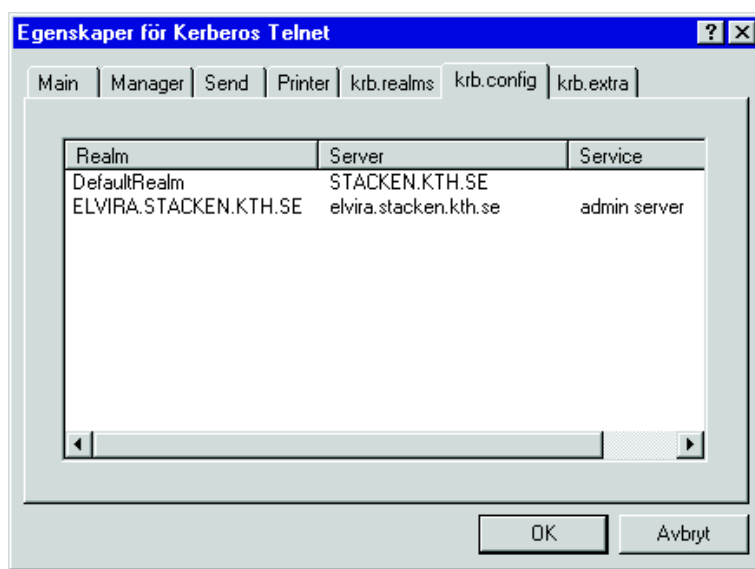 Egenskaper för Kerberos Telnet
Main Manager Send Printer krb.realms krb.config krb.extra
Realm Server Service
DefaultRealm STACKEN.KTH.SE
ELVIRA.STACKEN.KTH.SE elvira.stacken.kth.se admin server
OK Avbryt